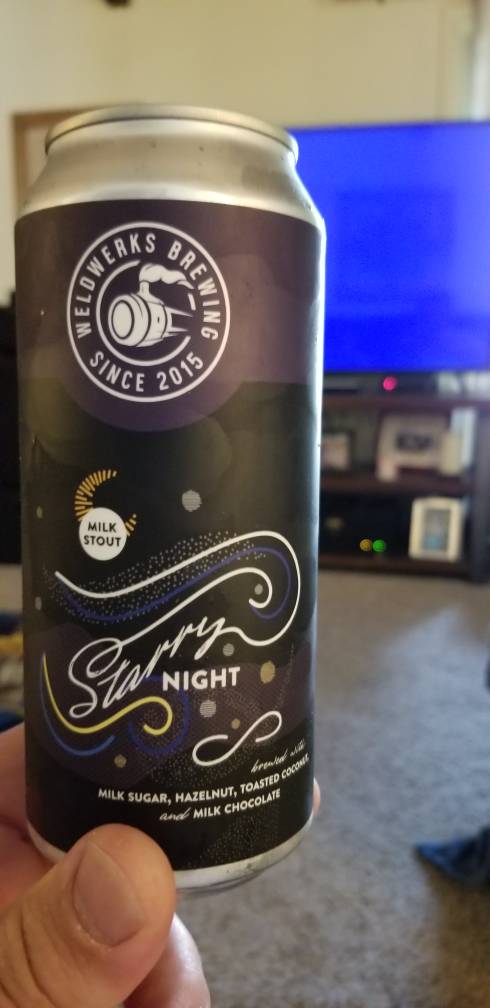 WELDWERKS BREWING
SINCE 2015
MILK
STOUT
Starry
NIGHT
brewed with
MILK SUGAR, HAZELNUT, TOASTED COCONUT,
and MILK CHOCOLATE